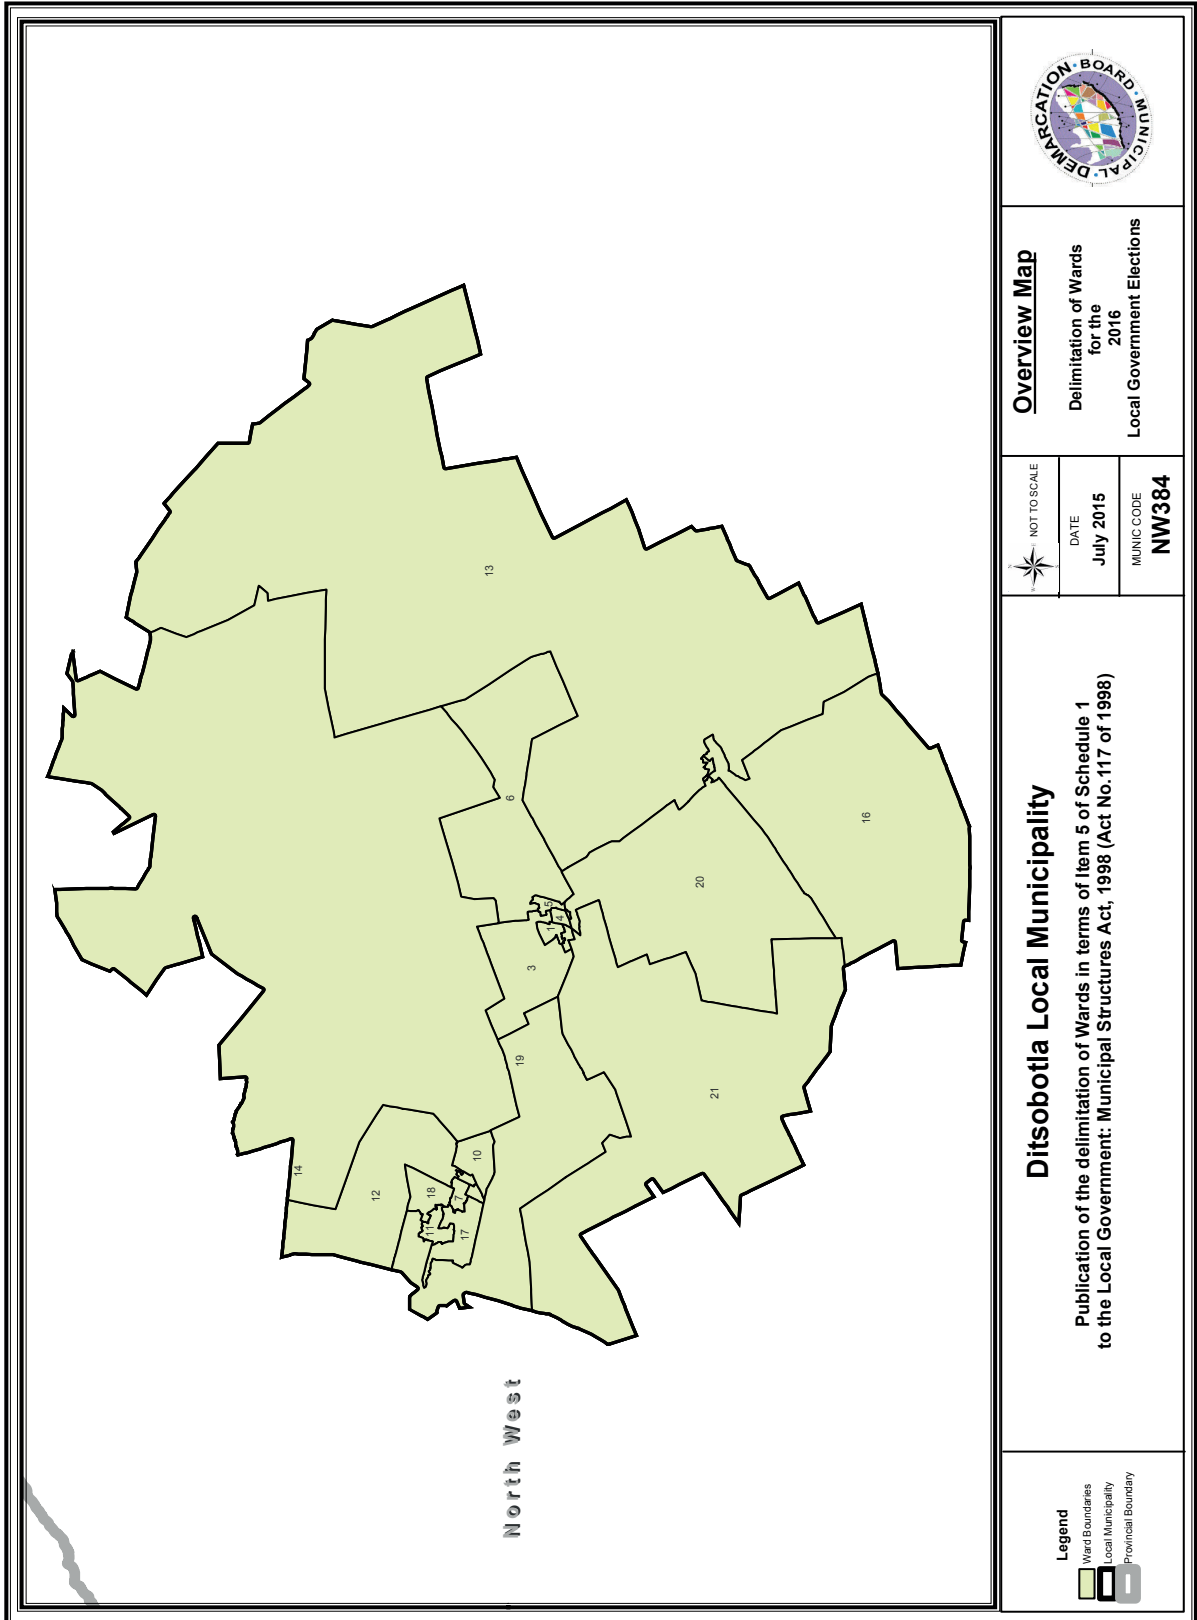 13
6
16
20
5
4
1
3
19
21
14
12
10
18
7
11
17
North West
Legend
Ward Boundaries
Local Municipality
Provincial Boundary
Ditsobotla Local Municipality
Publication of the delimitation of Wards in terms of Item 5 of Schedule 1
to the Local Government: Municipal Structures Act, 1998 (Act No.117 of 1998)
NOT TO SCALE
DATE
July 2015
MUNIC CODE
NW384
Overview Map
Delimitation of Wards
for the
2016
Local Government Elections
MUNICIPAL DEMARCATION BOARD